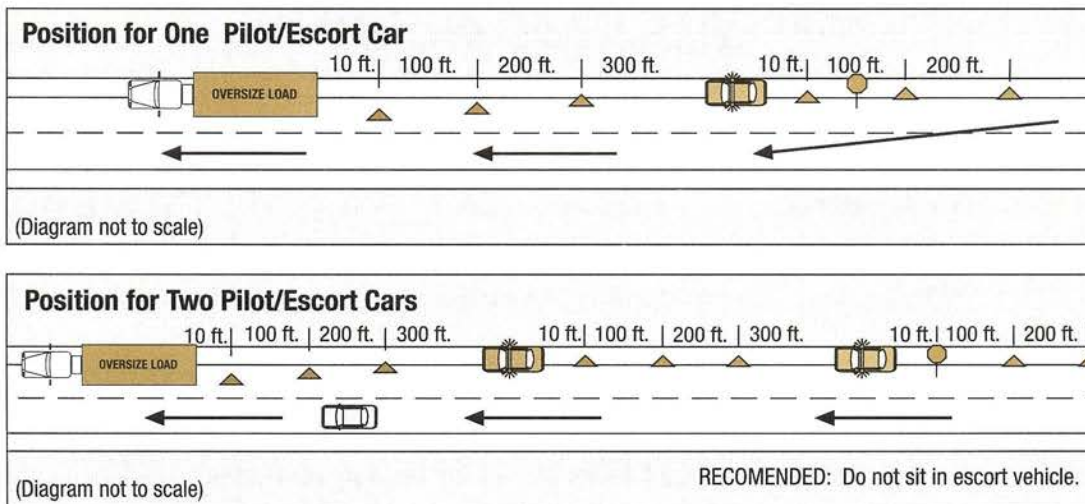 Position for One Pilot/Escort Car
10 ft. 100 ft. 200 ft. 300 ft. 10 ft. 100 ft. 200 ft.
OVERSIZE LOAD
(Diagram not to scale)
Position for Two Pilot/Escort Cars
10 ft. 100 ft. 200 ft. 300 ft. 10 ft. 100 ft. 200 ft. 300 ft. 10 ft. 100 ft. 200 ft.
OVERSIZE LOAD
(Diagram not to scale)
RECOMENDED: Do not sit in escort vehicle.